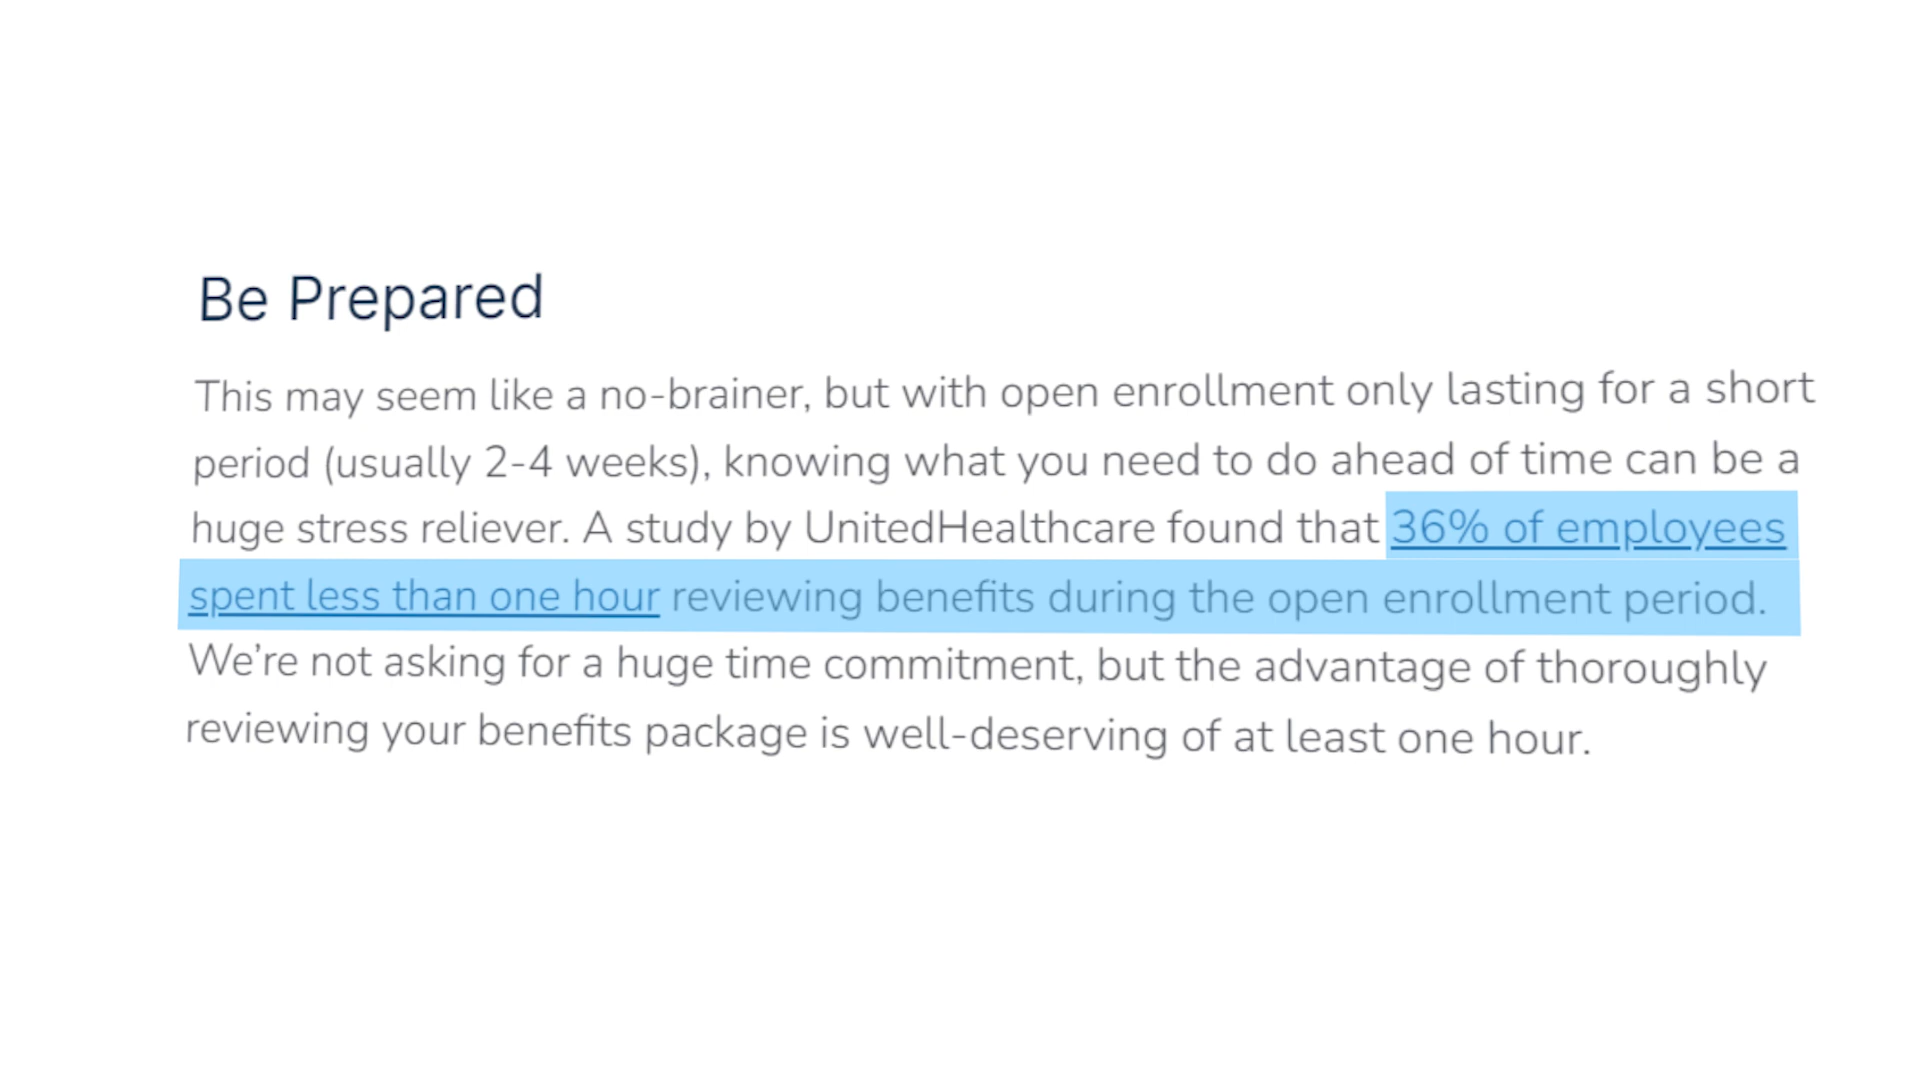 Be Prepared
This may seem like a no-brainer, but with open enrollment only lasting for a short
period (usually 2-4 weeks), knowing what you need to do ahead of time can be a
huge stress reliever. A study by UnitedHealthcare found that 36% of employees
spent less than one hour reviewing benefits during the open enrollment period.
We’re not asking for a huge time commitment, but the advantage of thoroughly
reviewing your benefits package is well-deserving of at least one hour.